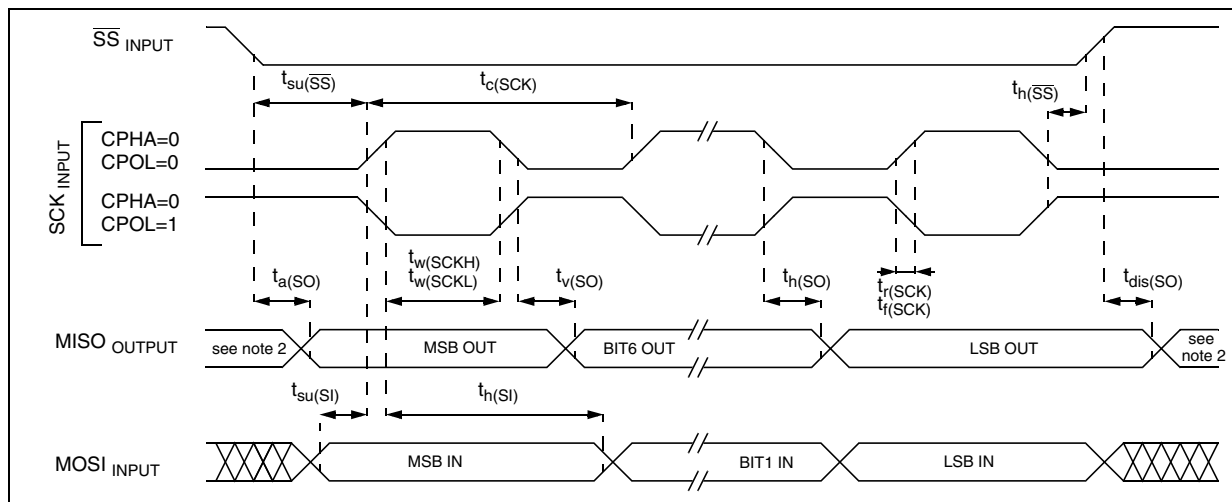 SS INPUT
tsu(SS)
tc(SCK)
th(SS)
SCK INPUT
CPHA=0
CPOL=0
CPHA=0
CPOL=1
ta(SO)
tw(SCKH)
tw(SCKL)
tv(SO)
th(SO)
tr(SCK)
tf(SCK)
tdis(SO)
MISO OUTPUT
see note 2
MSB OUT
BIT6 OUT
LSB OUT
see
note 2
tsu(SI)
th(SI)
MOSI INPUT
MSB IN
BIT1 IN
LSB IN